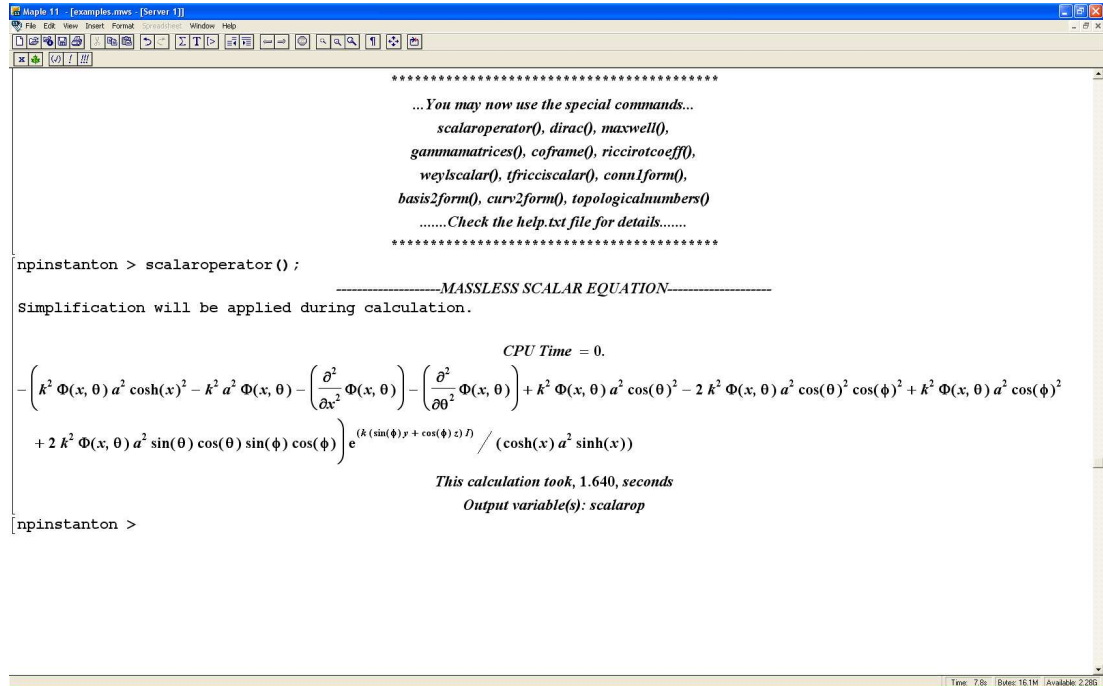 Maple 11 - [examples.mws - [Server 1]]
File Edit View Insert Format Spreadsheet Window Help
*******************************************
...You may now use the special commands...
scalaroperator(), dirac(), maxwell(),
gammamatrices(), coframe(), riccirotcoeff(),
weylscalar(), tfricciscalar(), conn1form(),
basis2form(), curv2form(), topologicalnumbers()
.......Check the help.txt file for details.......
*******************************************
npinstanton > scalaroperator();
--------------------MASSLESS SCALAR EQUATION--------------------
Simplification will be applied during calculation.
CPU Time = 0.
− ( k² Φ(x, θ) a² cosh(x)² − k² a² Φ(x, θ) − (∂²/∂x² Φ(x, θ)) − (∂²/∂θ² Φ(x, θ)) + k² Φ(x, θ) a² cos(θ)² − 2 k² Φ(x, θ) a² cos(θ)² cos(ϕ)² + k² Φ(x, θ) a² cos(ϕ)²
+ 2 k² Φ(x, θ) a² sin(θ) cos(θ) sin(ϕ) cos(ϕ) ) e^(k (sin(ϕ) y + cos(ϕ) z) I) / (cosh(x) a² sinh(x))
This calculation took, 1.640, seconds
Output variable(s): scalarop
npinstanton >
Time: 7.8s Bytes: 16.1M Available: 2.28G